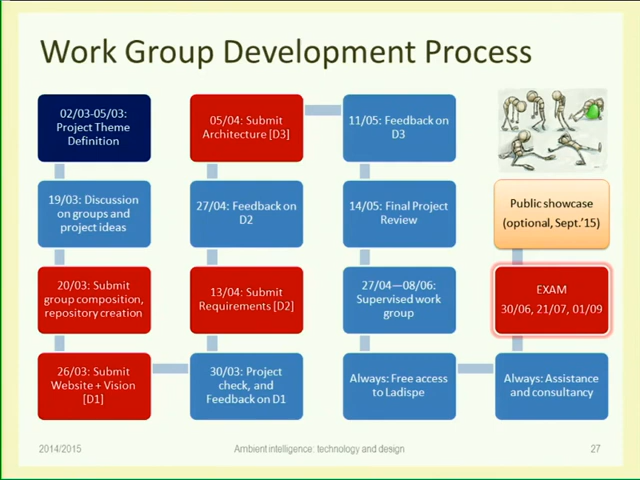 Work Group Development Process
02/03-05/03:
Project Theme
Definition
19/03: Discussion
on groups and
project ideas
20/03: Submit
group composition,
repository creation
26/03: Submit
Website + Vision
[D1]
30/03: Project
check, and
Feedback on D1
13/04: Submit
Requirements [D2]
27/04: Feedback on
D2
05/04: Submit
Architecture [D3]
11/05: Feedback on
D3
14/05: Final Project
Review
27/04—08/06:
Supervised work
group
Always: Free access
to Ladispe
Always: Assistance
and consultancy
EXAM
30/06, 21/07, 01/09
Public showcase
(optional, Sept.'15)
2014/2015
Ambient intelligence: technology and design
27